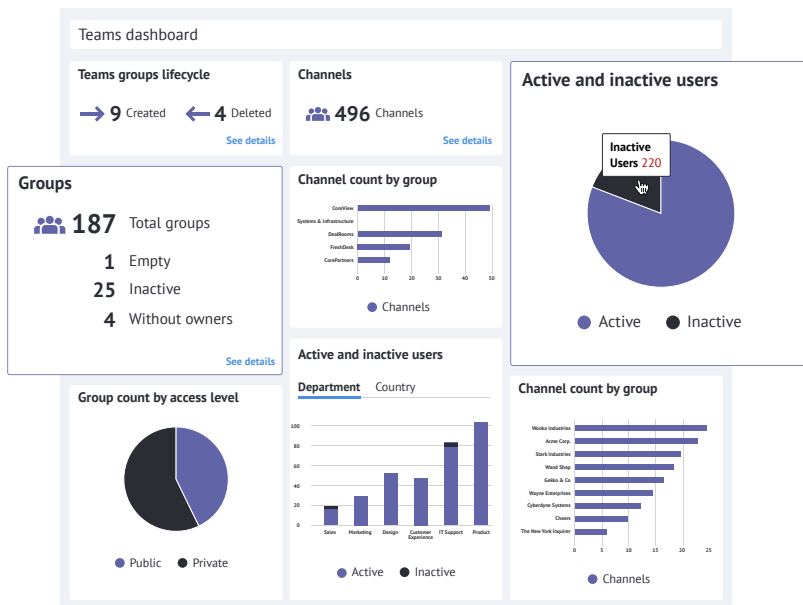 Teams dashboard
Teams groups lifecycle
9 Created
4 Deleted
See details
Channels
496 Channels
See details
Active and inactive users
Inactive
Users 220
Active
Inactive
Groups
187 Total groups
1 Empty
25 Inactive
4 Without owners
See details
Channel count by group
CoreView
Systems & Infrastructure
DealRooms
FreshDesk
CorePartners
0 10 20 30 40 50
Channels
Group count by access level
Public
Private
Active and inactive users
Department Country
100
80
60
40
20
0
Sales Marketing Design Customer Experience IT Support Product
Active
Inactive
Channel count by group
Wonka Industries
Acme Corp.
Stark Industries
Wand Shop
Gekko & Co
Wayne Enterprises
Cyberdyne Systems
Cheers
The New York Inquirer
0 5 10 15 20 25
Channels